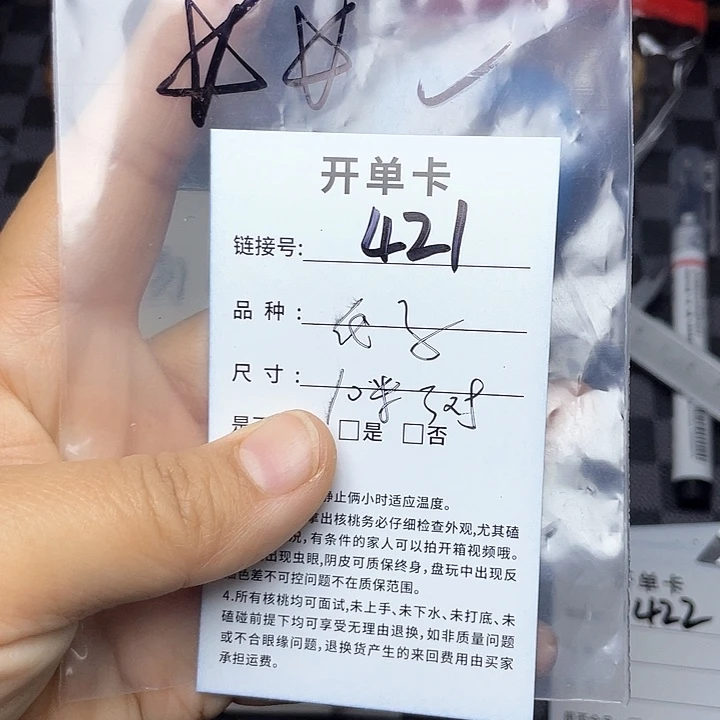 开单卡
链接号: 421
品 种 :
尺 寸 :
□是 □否
静止俩小时适应温度。
拿出核桃务必仔细检查外观,尤其磕
况,有条件的家人可以拍开箱视频哦。
出现虫眼,阴皮可质保终身,盘玩中出现反
色差不可控问题不在质保范围。
4.所有核桃均可面试,未上手、未下水、未打底、未
磕碰前提下均可享受无理由退换,如非质量问题
或不合眼缘问题,退换货产生的来回费用由买家
承担运费。
单卡
422